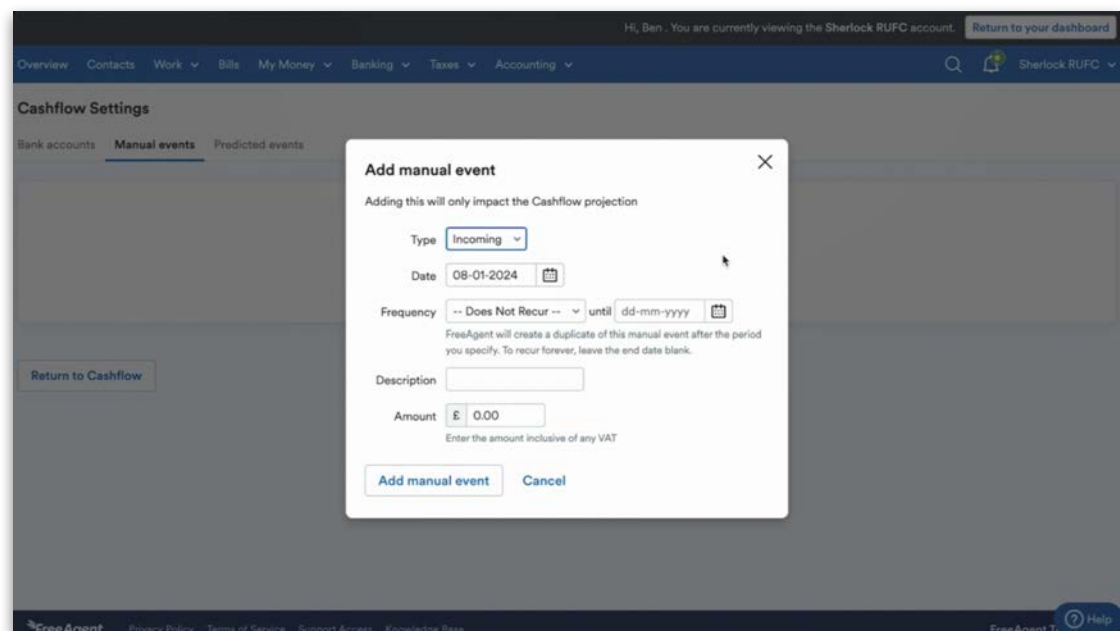 Hi, Ben . You are currently viewing the Sherlock RUFC account. Return to your dashboard
Overview Contacts Work Bills My Money Banking Taxes Accounting Sherlock RUFC
Cashflow Settings
Bank accounts Manual events Predicted events
Add manual event
Adding this will only impact the Cashflow projection
Type Incoming
Date 08-01-2024
Frequency -- Does Not Recur -- until dd-mm-yyyy
FreeAgent will create a duplicate of this manual event after the period
you specify. To recur forever, leave the end date blank.
Return to Cashflow
Description
Amount £ 0.00
Enter the amount inclusive of any VAT
Add manual event Cancel
FreeAgent Privacy Policy Terms of Service Support Access Knowledge Base FreeAgent
Help